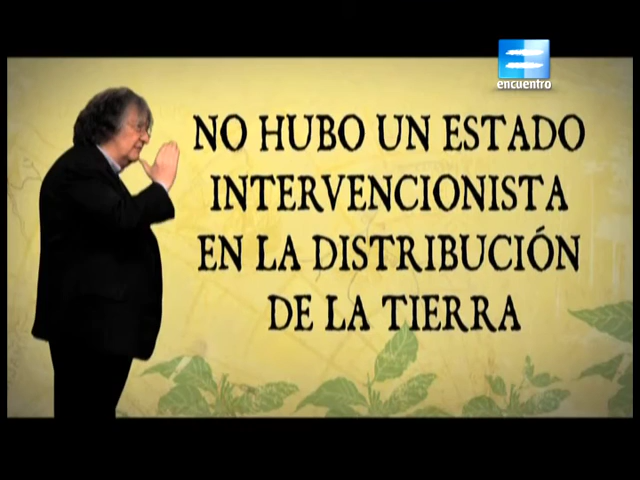 encuentro
NO HUBO UN ESTADO
INTERVENCIONISTA
EN LA DISTRIBUCIÓN
DE LA TIERRA